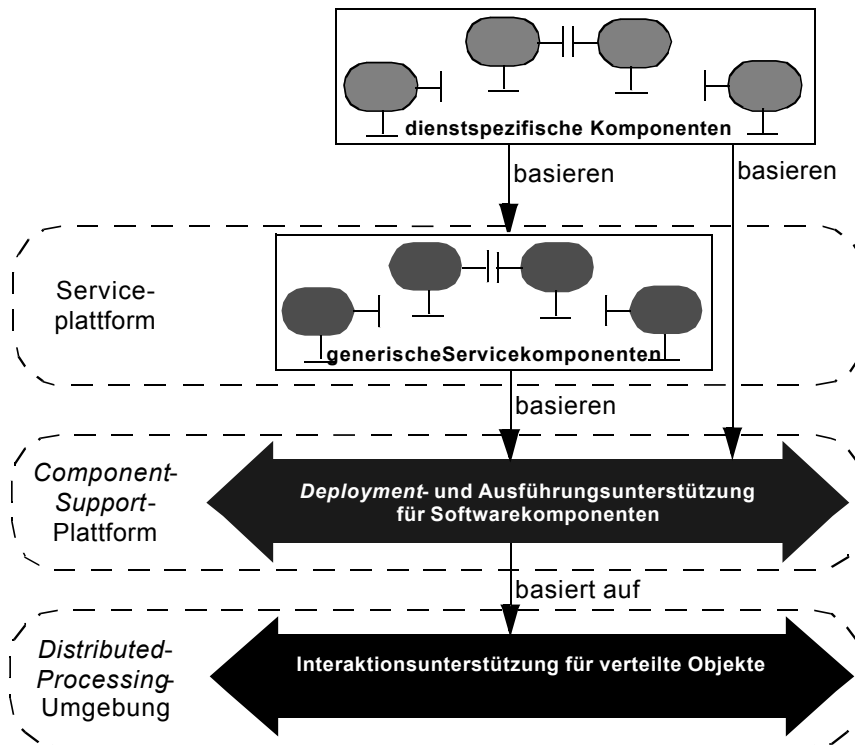 dienstspezifische Komponenten
basieren
basieren
Service-
plattform
generischeServicekomponenten
basieren
Component-
Support-
Plattform
Deployment- und Ausführungsunterstützung
für Softwarekomponenten
basiert auf
Distributed-
Processing-
Umgebung
Interaktionsunterstützung für verteilte Objekte